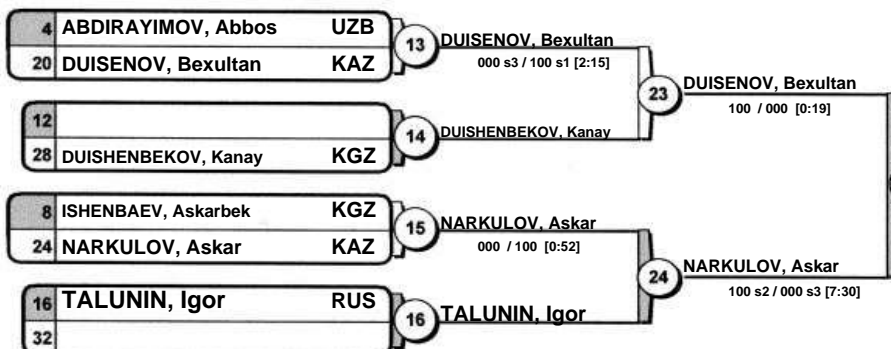 4 ABDIRAYIMOV, Abbos UZB
20 DUISENOV, Bexultan KAZ
13 DUISENOV, Bexultan
000 s3 / 100 s1 [2:15]
12
28 DUISHENBEKOV, Kanay KGZ
14 DUISHENBEKOV, Kanay
23 DUISENOV, Bexultan
100 / 000 [0:19]
8 ISHENBAEV, Askarbek KGZ
24 NARKULOV, Askar KAZ
15 NARKULOV, Askar
000 / 100 [0:52]
16 TALUNIN, Igor RUS
32
16 TALUNIN, Igor
24 NARKULOV, Askar
100 s2 / 000 s3 [7:30]